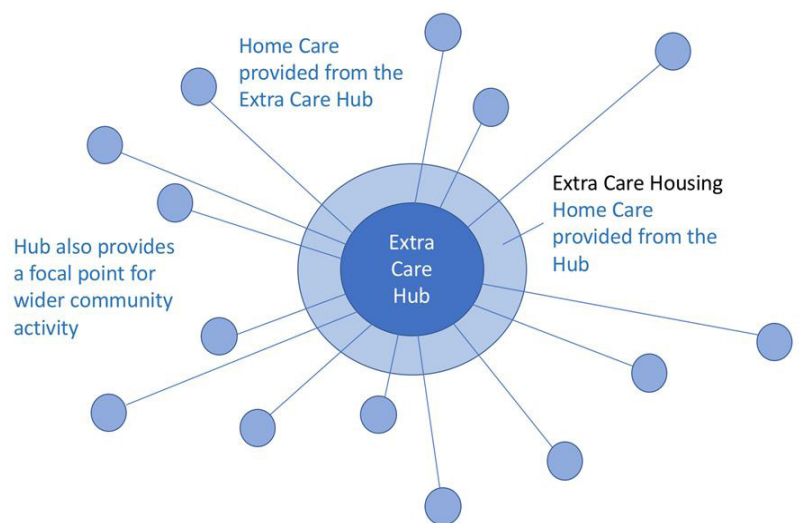 Home Care
provided from the
Extra Care Hub
Extra Care Housing
Home Care
provided from the
Hub
Extra
Care
Hub
Hub also provides
a focal point for
wider community
activity